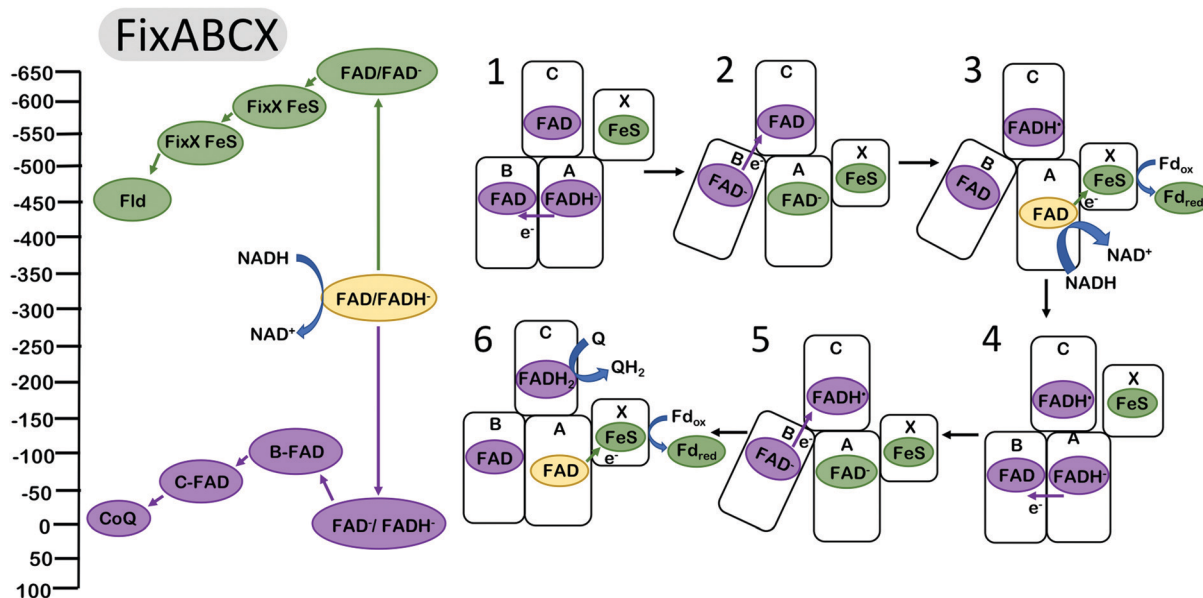 FixABCX
-650
-600
-550
-500
-450
-400
-350
-300
-250
-200
-150
-100
-50
0
50
100
FAD/FAD⁻
FixX FeS
FixX FeS
Fld
NADH
FAD/FADH⁻
NAD⁺
B-FAD
C-FAD
CoQ
FAD⁻/ FADH⁻
1
C
FAD
X
FeS
B
A
FAD
FADH⁻
e⁻
2
C
FAD
B
e⁻
FAD⁻
A
FAD⁻
X
FeS
3
C
FADH•
B
FAD
A
FAD
X
FeS
e⁻
Fdox
Fdred
NAD⁺
NADH
4
C
FADH•
X
FeS
B
A
FAD
FADH⁻
e⁻
5
C
FADH•
B
e⁻
FAD⁻
A
FAD⁻
X
FeS
6
C
FADH₂
Q
QH₂
B
FAD
A
FAD
X
FeS
e⁻
Fdox
Fdred